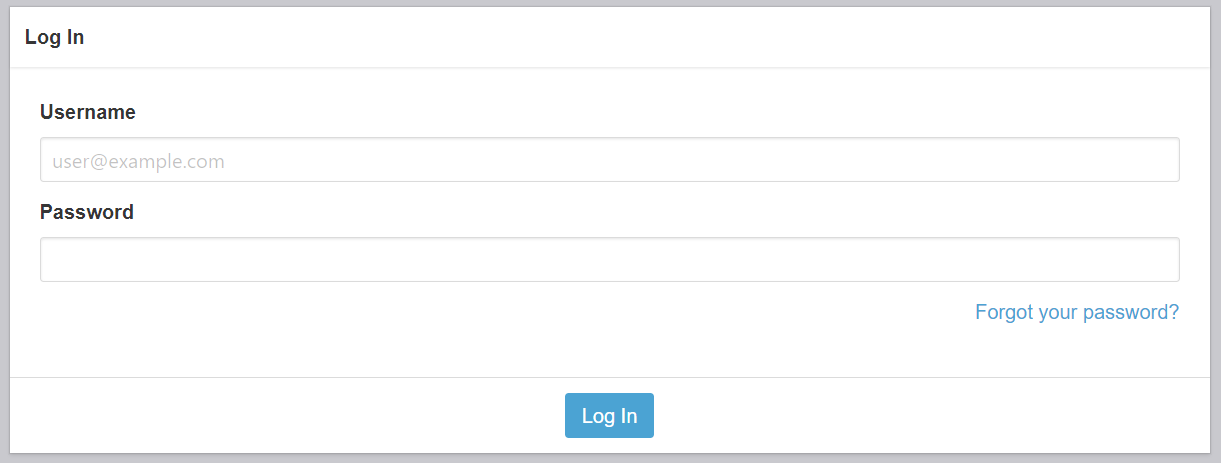 Log In
Username
user@example.com
Password
Forgot your password?
Log In